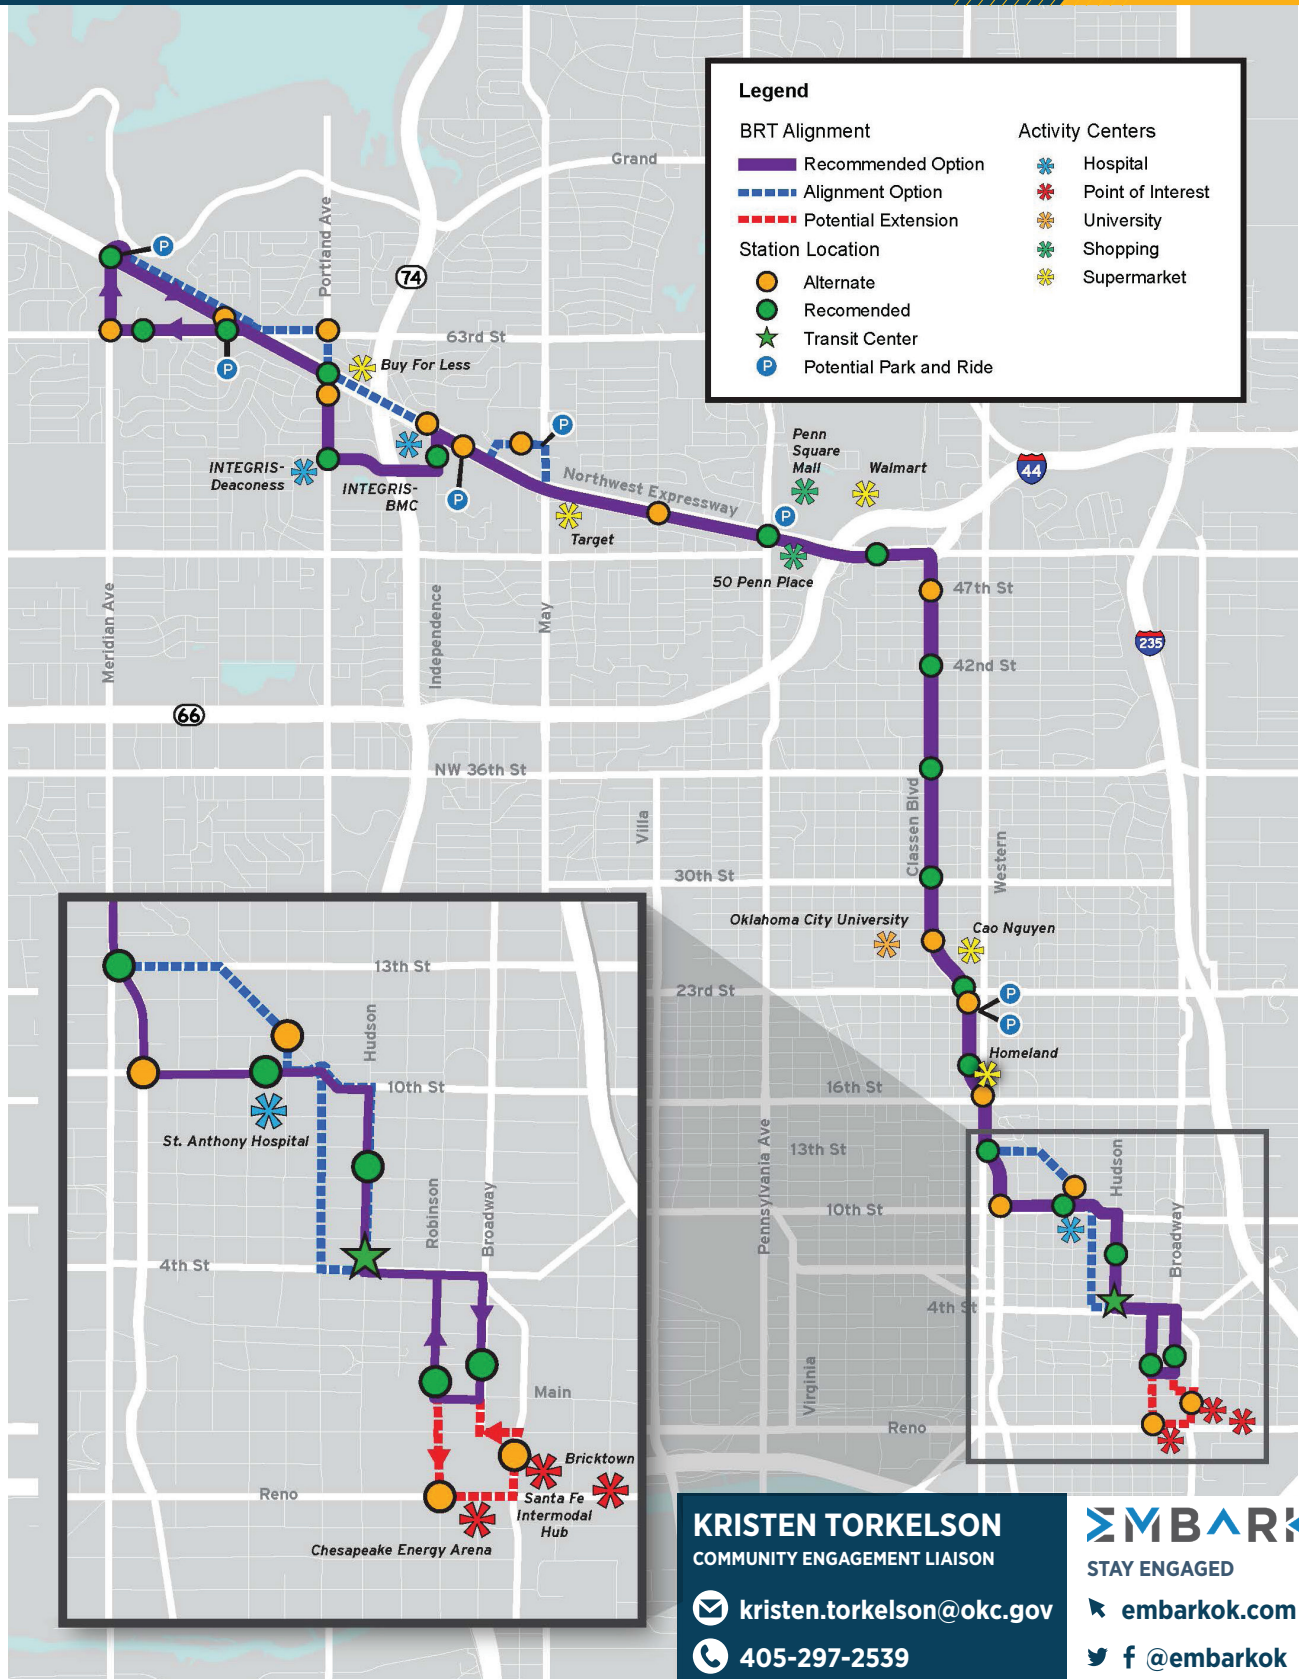 Legend
BRT Alignment
Recommended Option
Alignment Option
Potential Extension
Station Location
Alternate
Recomended
Transit Center
Potential Park and Ride
Activity Centers
Hospital
Point of Interest
University
Shopping
Supermarket
Grand
Portland Ave
74
P
63rd St
Buy For Less
P
P
INTEGRIS-
Deaconess
INTEGRIS-
BMC
P
Northwest Expressway
Target
Penn
Square
Mall
Walmart
44
P
50 Penn Place
47th St
Meridian Ave
Independence
May
42nd St
235
66
NW 36th St
Villa
Classen Blvd
Western
30th St
Oklahoma City University
Cao Nguyen
23rd St
P
P
Homeland
16th St
Pennsylvania Ave
13th St
Hudson
10th St
Broadway
4th St
Virginia
Reno
13th St
Hudson
10th St
St. Anthony Hospital
Robinson
Broadway
4th St
Main
Bricktown
Santa Fe
Intermodal
Hub
Reno
Chesapeake Energy Arena
KRISTEN TORKELSON
COMMUNITY ENGAGEMENT LIAISON
kristen.torkelson@okc.gov
405-297-2539
EMBARK
STAY ENGAGED
embarkok.com
@embarkok